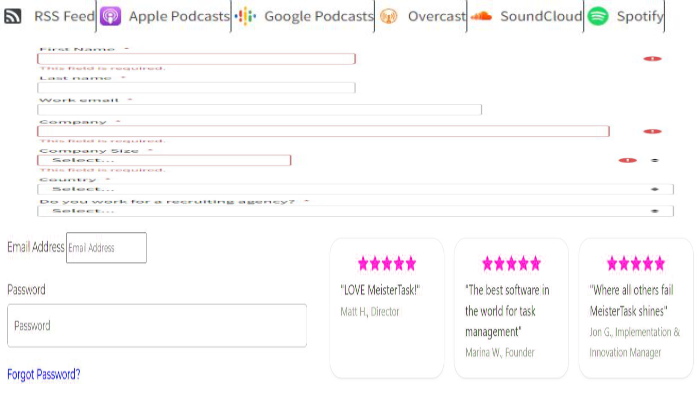 RSS Feed Apple Podcasts Google Podcasts Overcast SoundCloud Spotify
First Name *
This field is required.
Last name *
Work email *
Company *
This field is required.
Company Size *
Select...
This field is required.
Country *
Select...
Do you work for a recruiting agency? *
Select...
Email Address Email Address
Password
Password
Forgot Password?
"LOVE MeisterTask!"
Matt H., Director
"The best software in
the world for task
management"
Marina W., Founder
"Where all others fail
MeisterTask shines"
Jon G., Implementation &
Innovation Manager